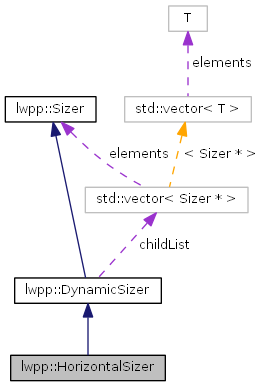 T
elements
lwpp::Sizer
std::vector< T >
elements
< Sizer * >
std::vector< Sizer * >
childList
lwpp::DynamicSizer
lwpp::HorizontalSizer